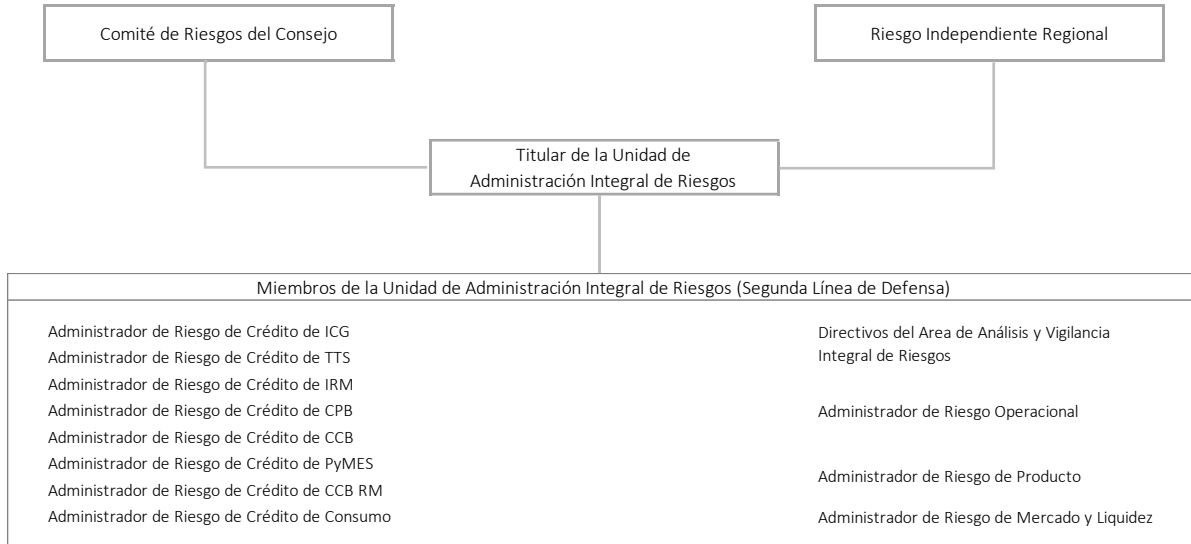 Comité de Riesgos del Consejo
Riesgo Independiente Regional
Titular de la Unidad de
Administración Integral de Riesgos
Miembros de la Unidad de Administración Integral de Riesgos (Segunda Línea de Defensa)
Administrador de Riesgo de Crédito de ICG
Administrador de Riesgo de Crédito de TTS
Administrador de Riesgo de Crédito de IRM
Administrador de Riesgo de Crédito de CPB
Administrador de Riesgo de Crédito de CCB
Administrador de Riesgo de Crédito de PyMES
Administrador de Riesgo de Crédito de CCB RM
Administrador de Riesgo de Crédito de Consumo
Directivos del Area de Análisis y Vigilancia
Integral de Riesgos
Administrador de Riesgo Operacional
Administrador de Riesgo de Producto
Administrador de Riesgo de Mercado y Liquidez